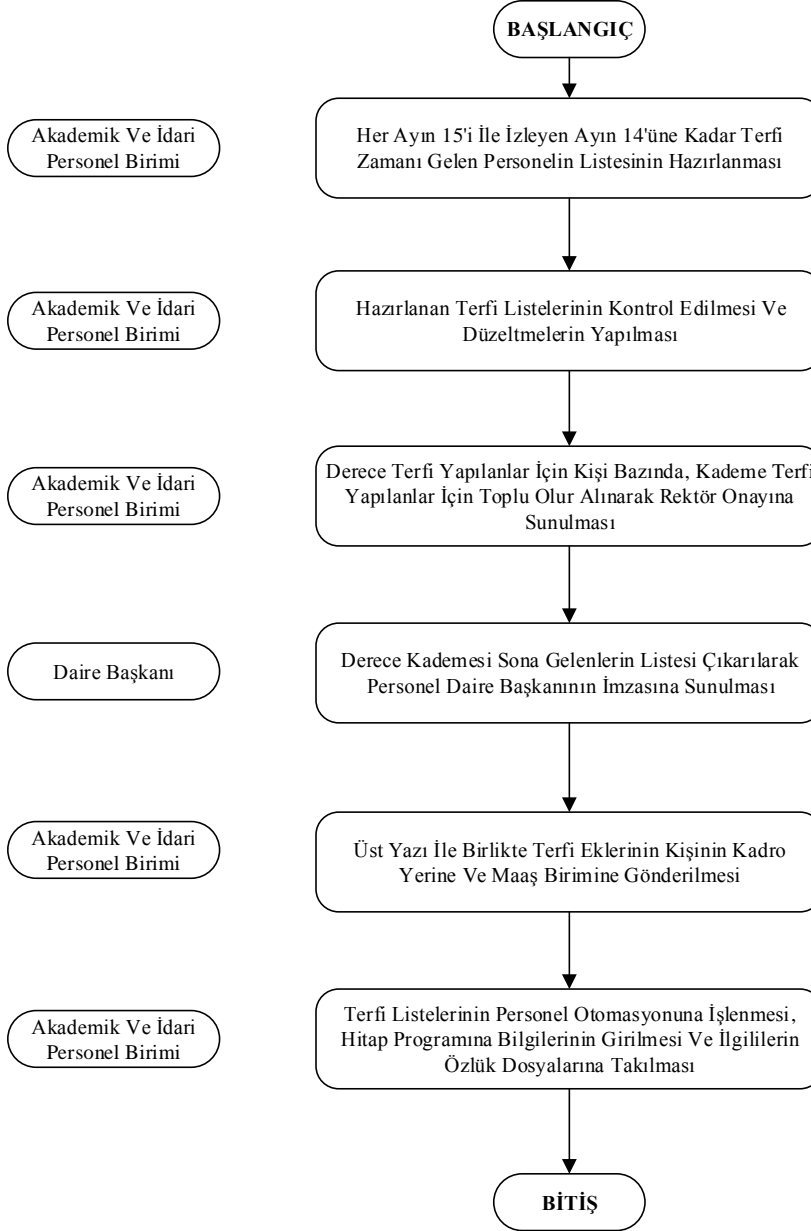 BAŞLANGIÇ
Akademik Ve İdari
Personel Birimi
Her Ayın 15'i İle İzleyen Ayın 14'üne Kadar Terfi
Zamanı Gelen Personelin Listesinin Hazırlanması
Akademik Ve İdari
Personel Birimi
Hazırlanan Terfi Listelerinin Kontrol Edilmesi Ve
Düzeltmelerin Yapılması
Akademik Ve İdari
Personel Birimi
Derece Terfi Yapılanlar İçin Kişi Bazında, Kademe Terfi
Yapılanlar İçin Toplu Olur Alınarak Rektör Onayına
Sunulması
Daire Başkanı
Derece Kademesi Sona Gelenlerin Listesi Çıkarılarak
Personel Daire Başkanının İmzasına Sunulması
Akademik Ve İdari
Personel Birimi
Üst Yazı İle Birlikte Terfi Eklerinin Kişinin Kadro
Yerine Ve Maaş Birimine Gönderilmesi
Akademik Ve İdari
Personel Birimi
Terfi Listelerinin Personel Otomasyonuna İşlenmesi,
Hitap Programına Bilgilerinin Girilmesi Ve İlgililerin
Özlük Dosyalarına Takılması
BİTİŞ